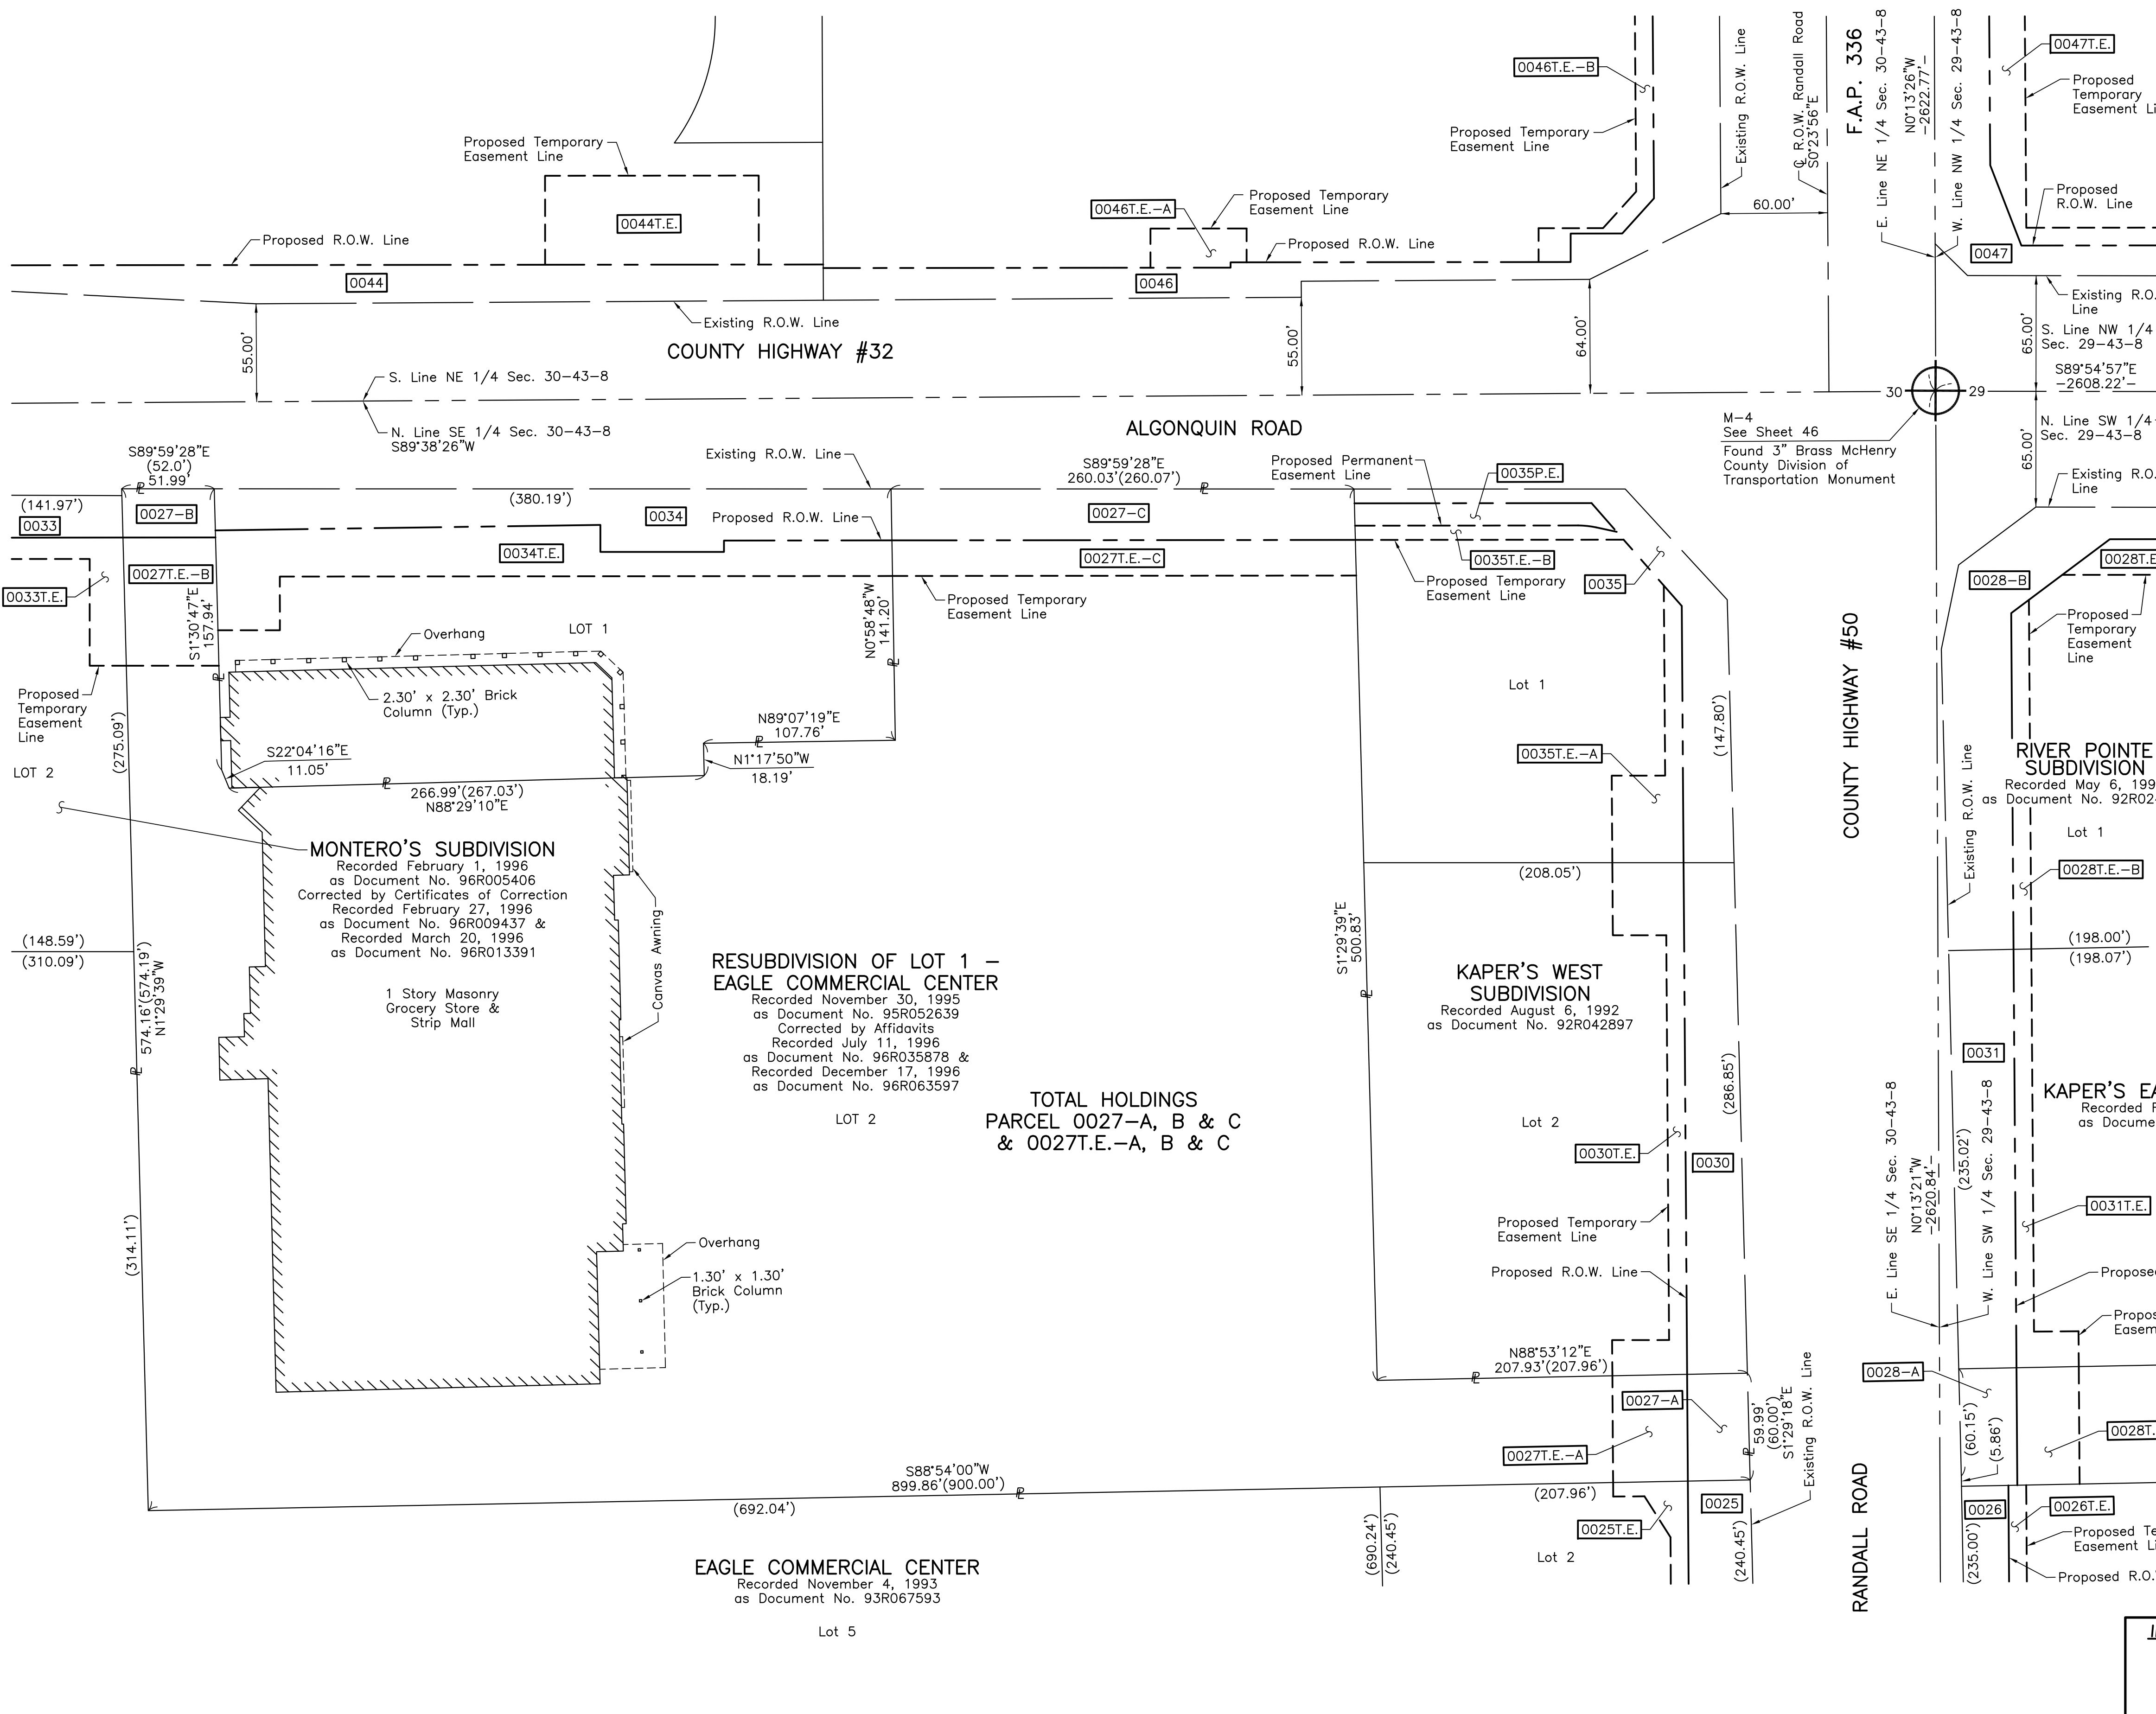 0046T.E.-B
Proposed Temporary
Easement Line
Existing R.O.W. Line
℄ R.O.W. Randall Road
S0°23'56"E
F.A.P. 336
E. Line NE 1/4 Sec. 30-43-8
N0°13'26"W
-2622.77'-
W. Line NW 1/4 Sec. 29-43-8
0047T.E.
Proposed
Temporary
Easement Li
Proposed Temporary
Easement Line
0044T.E.
0046T.E.-A
Proposed Temporary
Easement Line
60.00'
Proposed
R.O.W. Line
Proposed R.O.W. Line
Proposed R.O.W. Line
0047
0044
0046
Existing R.O.
Line
Existing R.O.W. Line
55.00'
COUNTY HIGHWAY #32
55.00'
64.00'
65.00'
S. Line NW 1/4
Sec. 29-43-8
S89°54'57"E
-2608.22'-
S. Line NE 1/4 Sec. 30-43-8
30
29
N. Line SE 1/4 Sec. 30-43-8
S89°38'26"W
ALGONQUIN ROAD
M-4
See Sheet 46
Found 3" Brass McHenry
County Division of
Transportation Monument
65.00'
N. Line SW 1/4
Sec. 29-43-8
Existing R.O.
Line
S89°59'28"E
(52.0')
51.99'
Existing R.O.W. Line
S89°59'28"E
260.03'(260.07')
Proposed Permanent
Easement Line
0035P.E.
(141.97')
0033
0027-B
(380.19')
0034
Proposed R.O.W. Line
0027-C
0034T.E.
0027T.E.-C
0035T.E.-B
0028T.E
0027T.E.-B
0033T.E.
Proposed Temporary
Easement Line
0035
0028-B
Proposed Temporary
Easement Line
S1°30'47"E
157.94'
Overhang
LOT 1
N0°58'48"W
141.20'
COUNTY HIGHWAY #50
Proposed
Temporary
Easement
Line
Proposed
Temporary
Easement
Line
2.30' x 2.30' Brick
Column (Typ.)
Lot 1
(147.80')
(275.09')
N89°07'19"E
107.76'
N1°17'50"W
18.19'
0035T.E.-A
LOT 2
S22°04'16"E
11.05'
266.99'(267.03')
N88°29'10"E
Existing R.O.W. Line
RIVER POINTE
SUBDIVISION
Recorded May 6, 199
as Document No. 92R02
Lot 1
MONTERO'S SUBDIVISION
Recorded February 1, 1996
as Document No. 96R005406
Corrected by Certificates of Correction
Recorded February 27, 1996
as Document No. 96R009437 &
Recorded March 20, 1996
as Document No. 96R013391
(208.05')
0028T.E.-B
(148.59')
(310.09')
574.16'(574.19')
N1°29'39"W
1 Story Masonry
Grocery Store &
Strip Mall
Canvas Awning
RESUBDIVISION OF LOT 1 -
EAGLE COMMERCIAL CENTER
Recorded November 30, 1995
as Document No. 95R052639
Corrected by Affidavits
Recorded July 11, 1996
as Document No. 96R035878 &
Recorded December 17, 1996
as Document No. 96R063597
LOT 2
S1°29'39"E
500.83'
KAPER'S WEST
SUBDIVISION
Recorded August 6, 1992
as Document No. 92R042897
(198.00')
(198.07')
0031
(286.85')
TOTAL HOLDINGS
PARCEL 0027-A, B & C
& 0027T.E.-A, B & C
Lot 2
0030T.E.
0030
E. Line SE 1/4 Sec. 30-43-8
N0°13'21"W
-2620.84'-
(235.02')
W. Line SW 1/4 Sec. 29-43-8
KAPER'S EA
Recorded F
as Docume
0031T.E.
(314.11')
Proposed Temporary
Easement Line
Overhang
1.30' x 1.30'
Brick Column
(Typ.)
Proposed R.O.W. Line
Propose
Propos
Easem
N88°53'12"E
207.93'(207.96')
0028-A
0027-A
59.99'
(60.00')
S1°29'18"E
Existing R.O.W. Line
(60.15')
(5.86')
0028T.
0027T.E.-A
S88°54'00"W
899.86'(900.00')
(692.04')
(207.96')
0025
0025T.E.
RANDALL ROAD
0026
0026T.E.
Proposed Te
Easement Li
(690.24')
(240.45')
(240.45')
(235.00')
Lot 2
Proposed R.O.
EAGLE COMMERCIAL CENTER
Recorded November 4, 1993
as Document No. 93R067593
Lot 5